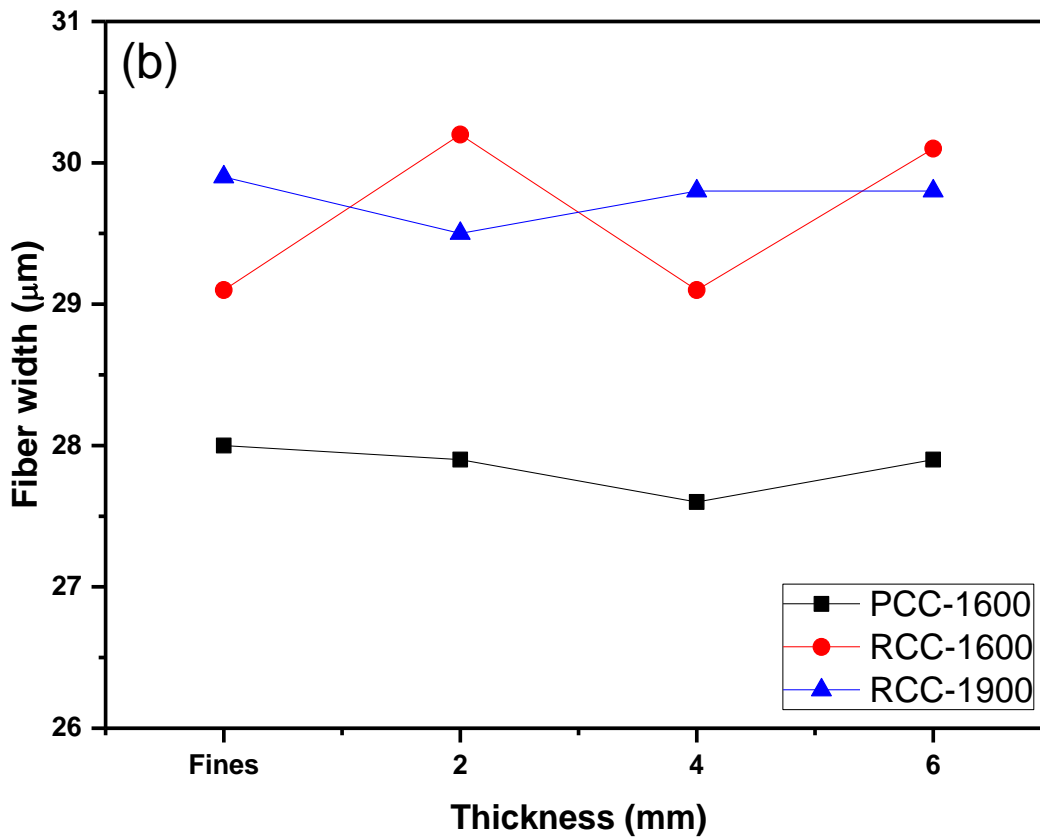 (b)
31
30
29
28
27
26
Fiber width (μm)
Fines 2 4 6
Thickness (mm)
PCC-1600
RCC-1600
RCC-1900